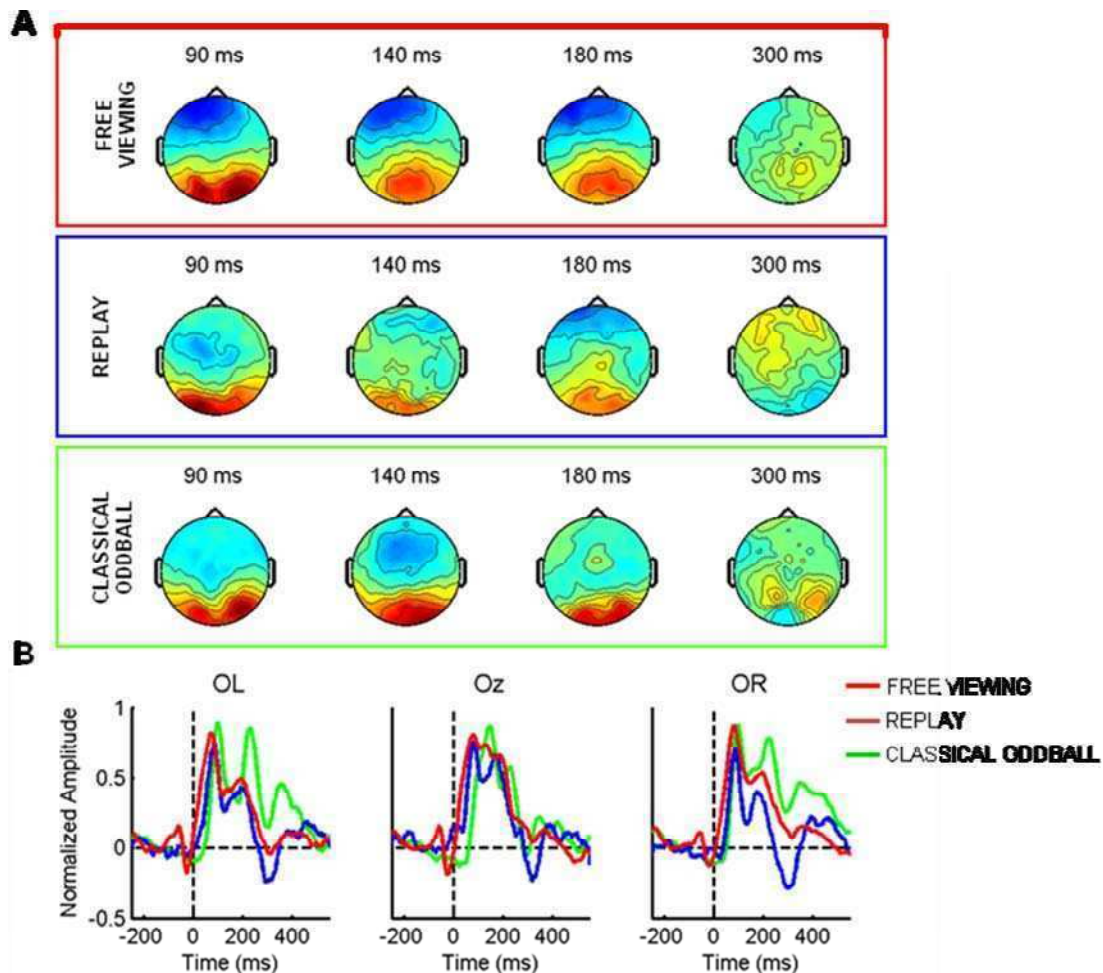 A
FREE
VIEWING
90 ms 140 ms 180 ms 300 ms
REPLAY
90 ms 140 ms 180 ms 300 ms
CLASSICAL
ODDBALL
90 ms 140 ms 180 ms 300 ms
B
OL Oz OR
Normalized Amplitude
1
0.5
0
-0.5
-200 0 200 400
Time (ms)
-200 0 200 400
Time (ms)
-200 0 200 400
Time (ms)
FREE VIEWING
REPLAY
CLASSICAL ODDBALL